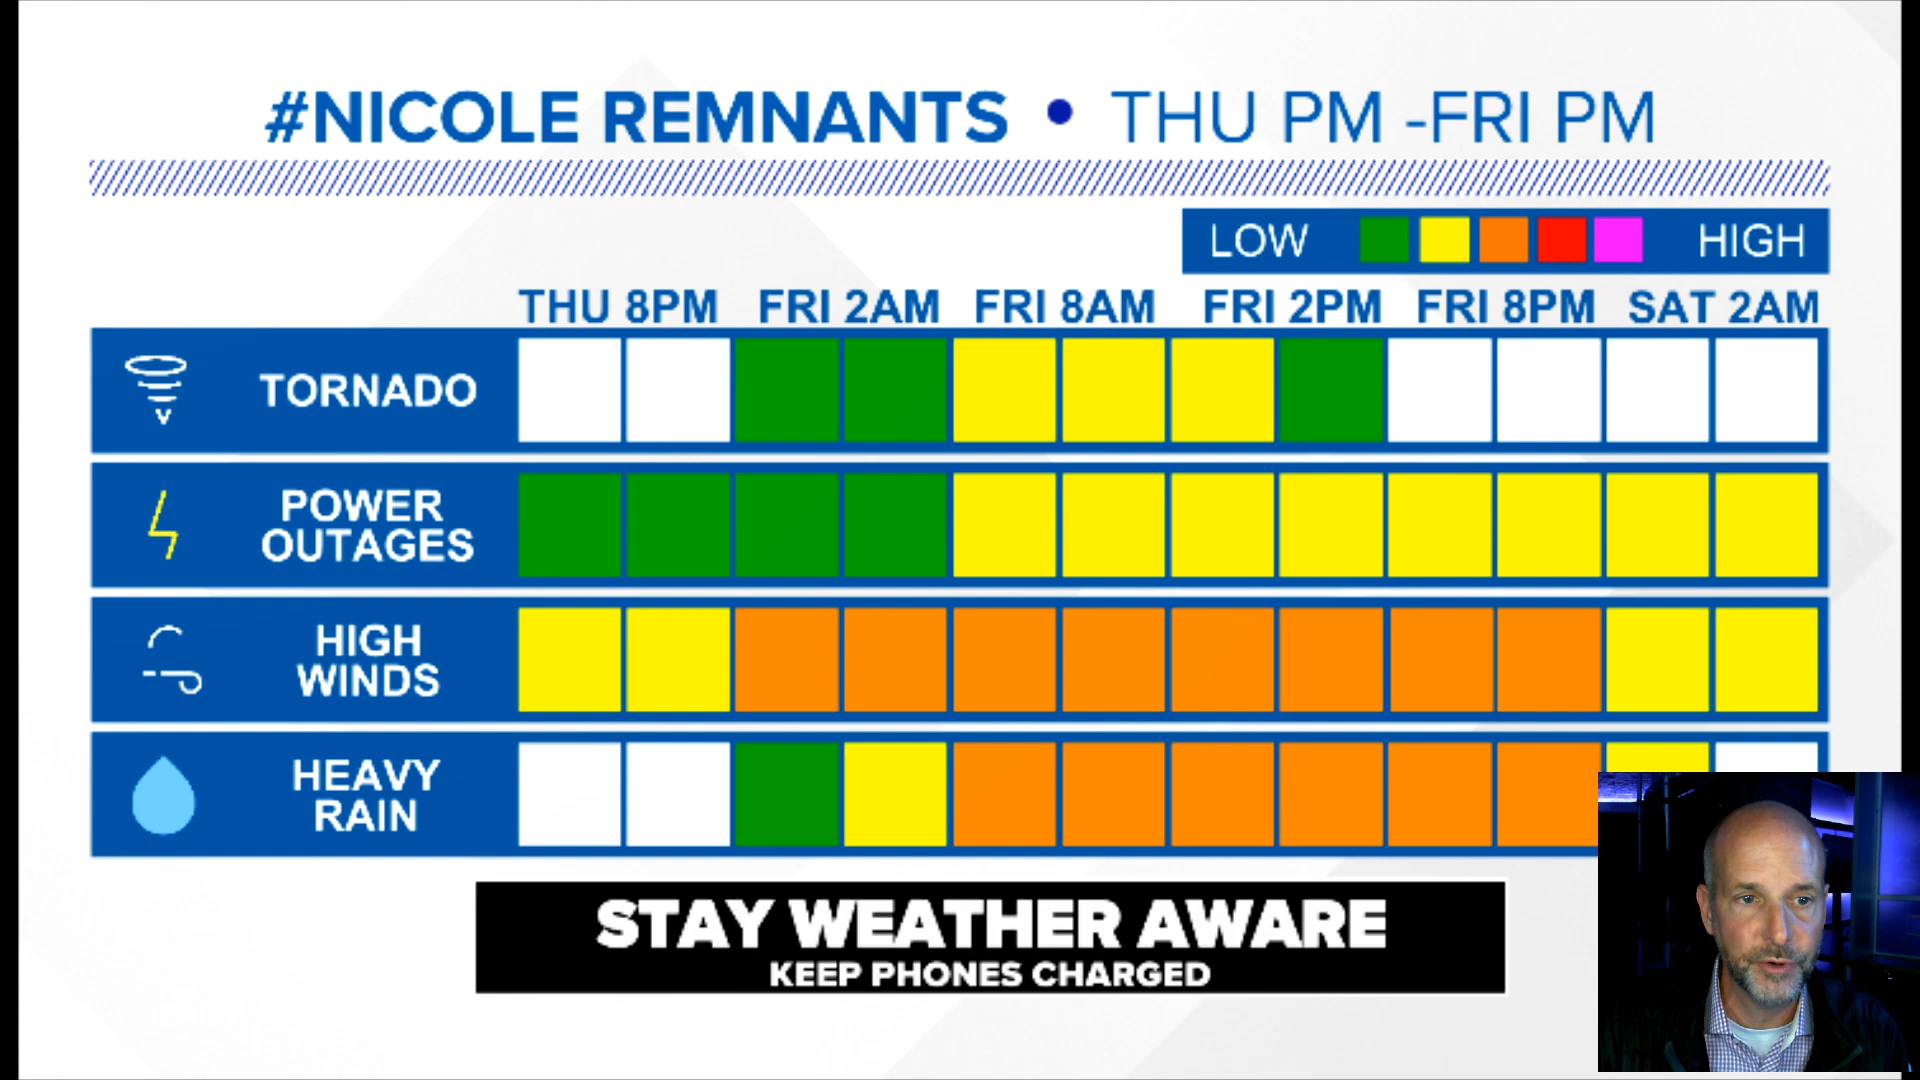 #NICOLE REMNANTS • THU PM -FRI PM
LOW HIGH
THU 8PM FRI 2AM FRI 8AM FRI 2PM FRI 8PM SAT 2AM
TORNADO
POWER
OUTAGES
HIGH
WINDS
HEAVY
RAIN
STAY WEATHER AWARE
KEEP PHONES CHARGED